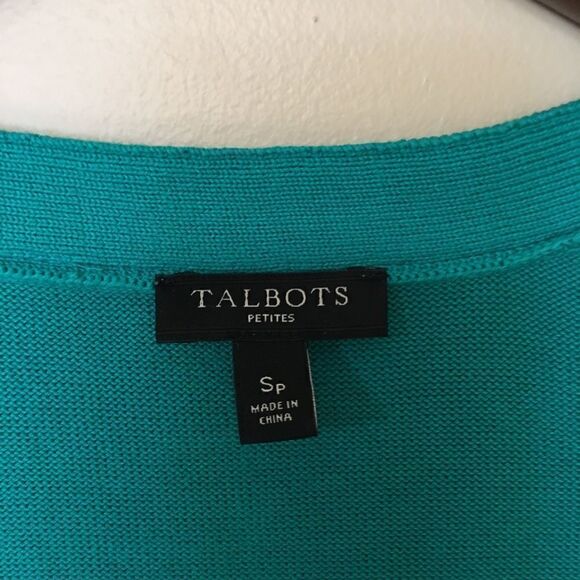 TALBOTS
PETITES
SP
MADE IN
CHINA